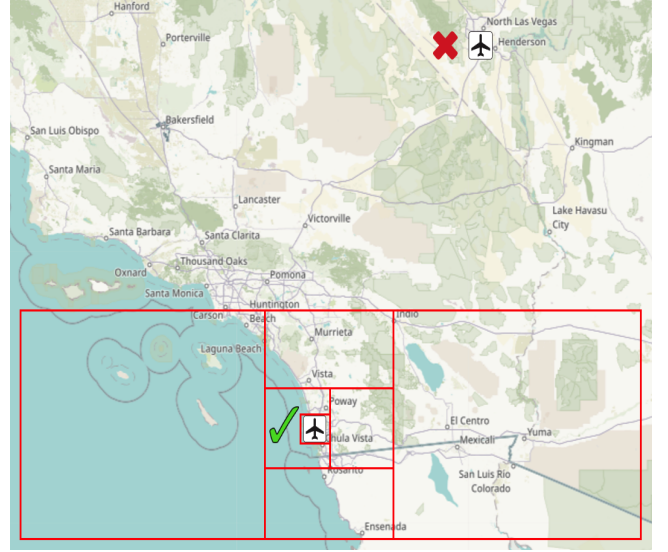 Hanford
North Las Vegas
Porterville
Henderson
Bakersfield
San Luis Obispo
Kingman
Santa Maria
Lancaster
Lake Havasu
City
Victorville
Santa Barbara
Santa Clarita
Thousand Oaks
Oxnard
Pomona
Santa Monica
Huntington
Beach
Carson
Indio
Murrieta
Laguna Beach
Vista
Poway
El Centro
Yuma
hula Vista
Mexicali
Rosarito
San Luis Río
Colorado
Ensenada